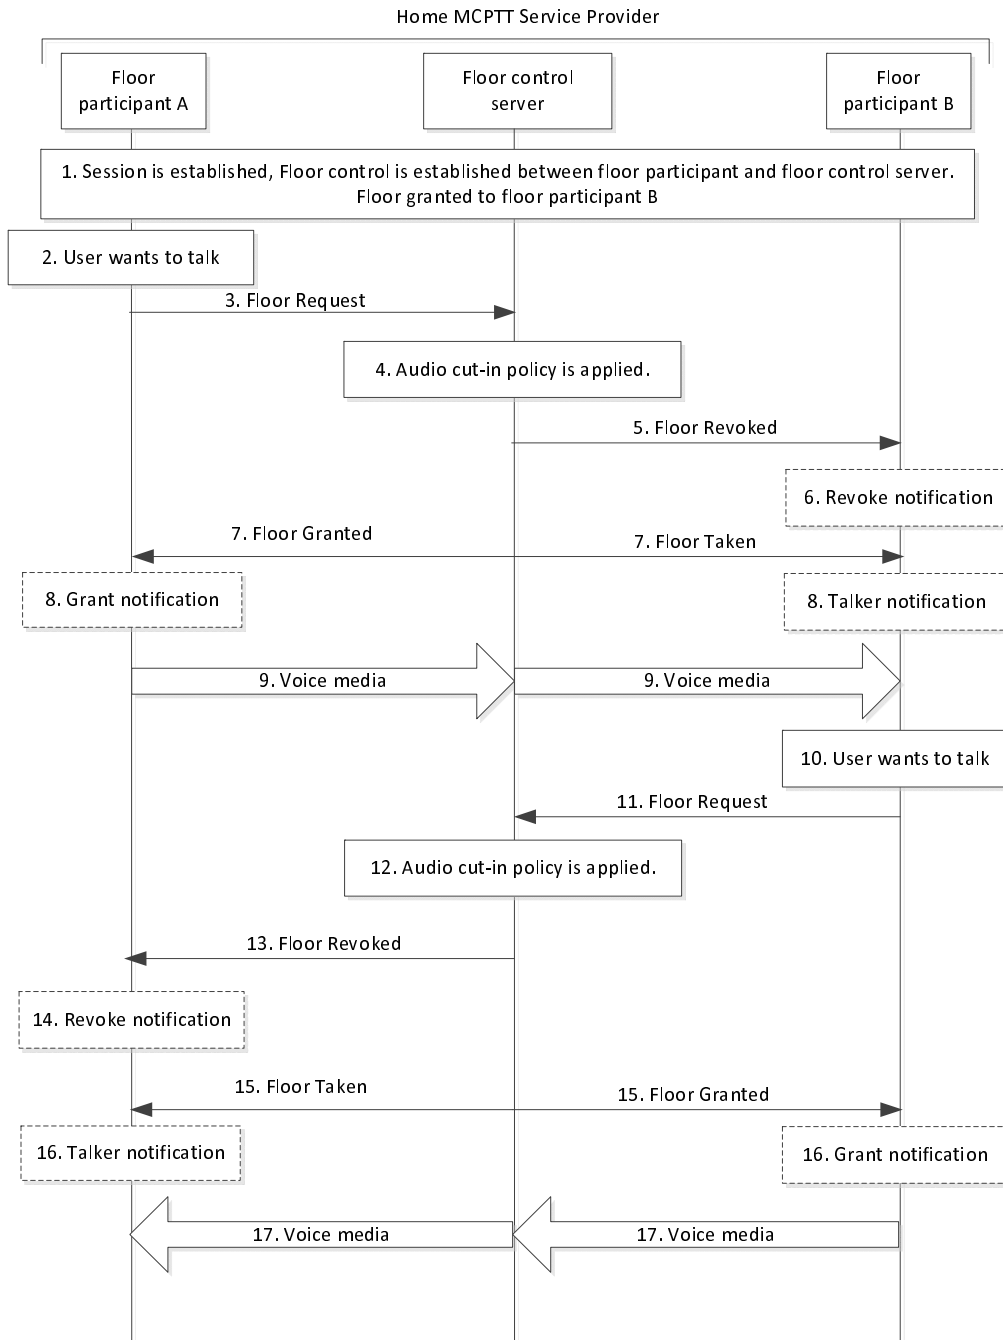 Home MCPTT Service Provider
Floor
participant A
Floor control
server
Floor
participant B
1. Session is established, Floor control is established between floor participant and floor control server.
Floor granted to floor participant B
2. User wants to talk
3. Floor Request
4. Audio cut-in policy is applied.
5. Floor Revoked
6. Revoke notification
7. Floor Granted
7. Floor Taken
8. Grant notification
8. Talker notification
9. Voice media
9. Voice media
10. User wants to talk
11. Floor Request
12. Audio cut-in policy is applied.
13. Floor Revoked
14. Revoke notification
15. Floor Taken
15. Floor Granted
16. Talker notification
16. Grant notification
17. Voice media
17. Voice media